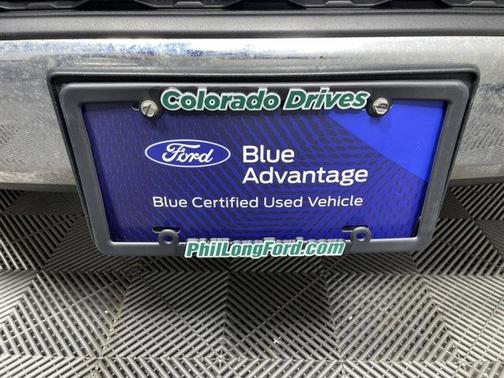 Colorado Drives
Ford
Blue
Advantage
Blue Certified Used Vehicle
PhilLongFord.com